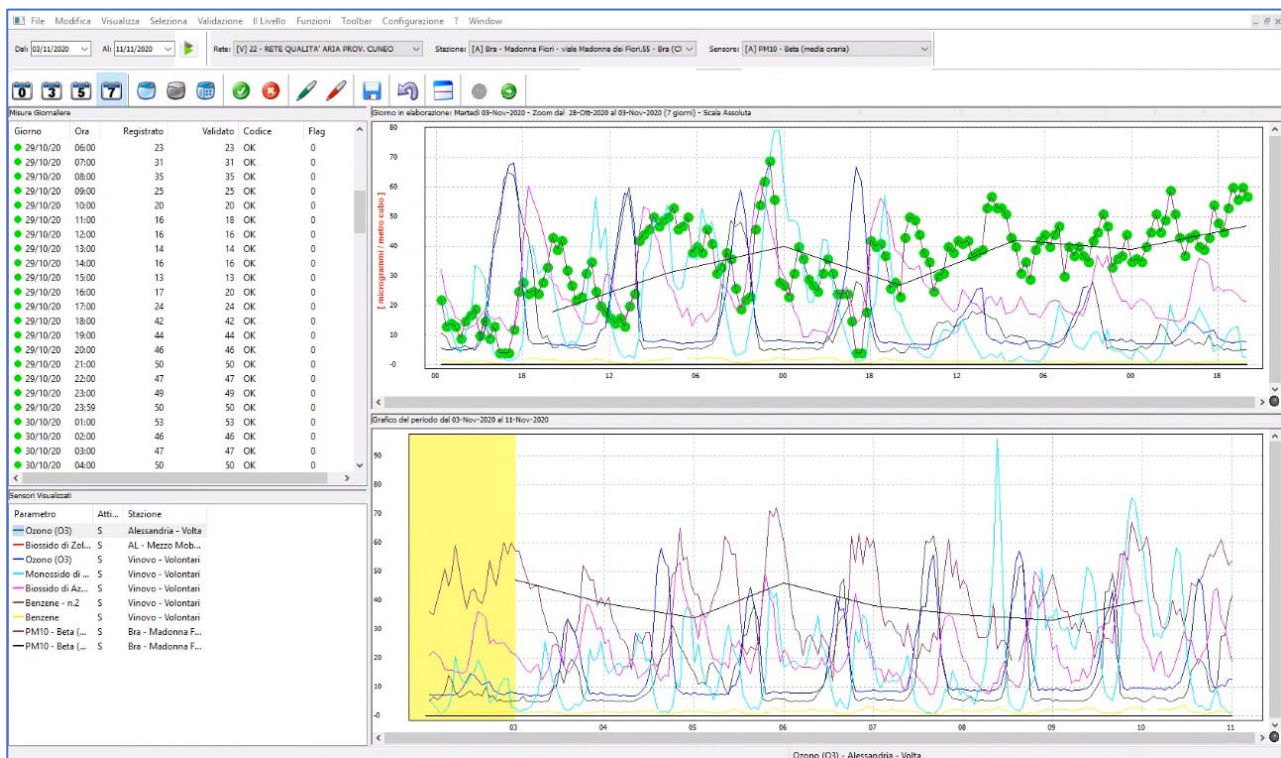 File Modifica Visualizza Seleziona Validazione Il Livello Funzioni Toolbar Configurazione ? Window
Dal: 03/11/2020 Al: 11/11/2020 Rete: [V] 22 - RETE QUALITA' ARIA PROV. CUNEO Stazione: [A] Bra - Madonna Fiori - viale Madonna dei Fiori,55 - Bra (CI Sensore: [A] PM10 - Beta (media oraria)
0 3 5 7
Misure Giornaliere
Giorno Ora Registrato Validato Codice Flag
29/10/20 06:00 23 23 OK 0
29/10/20 07:00 31 31 OK 0
29/10/20 08:00 35 35 OK 0
29/10/20 09:00 25 25 OK 0
29/10/20 10:00 20 20 OK 0
29/10/20 11:00 16 18 OK 0
29/10/20 12:00 16 16 OK 0
29/10/20 13:00 14 14 OK 0
29/10/20 14:00 16 16 OK 0
29/10/20 15:00 13 13 OK 0
29/10/20 16:00 17 20 OK 0
29/10/20 17:00 24 24 OK 0
29/10/20 18:00 42 42 OK 0
29/10/20 19:00 44 44 OK 0
29/10/20 20:00 46 46 OK 0
29/10/20 21:00 50 50 OK 0
29/10/20 22:00 47 47 OK 0
29/10/20 23:00 49 49 OK 0
29/10/20 23:59 50 50 OK 0
30/10/20 01:00 53 53 OK 0
30/10/20 02:00 46 46 OK 0
30/10/20 03:00 47 47 OK 0
30/10/20 04:00 50 50 OK 0
Sensori Visualizzati
Parametro Atti... Stazione
Ozono (O3) S Alessandria - Volta
Biossido di Zol... S AL - Mezzo Mob...
Ozono (O3) S Vinovo - Volontari
Monossido di ... S Vinovo - Volontari
Biossido di Az... S Vinovo - Volontari
Benzene - n.2 S Vinovo - Volontari
Benzene S Vinovo - Volontari
PM10 - Beta (... S Bra - Madonna F...
PM10 - Beta (... S Bra - Madonna F...
Giorno in elaborazione: Martedì 03-Nov-2020 - Zoom dal 28-Ott-2020 al 03-Nov-2020 (7 giorni) - Scala Assoluta
[ microgrammi / metro cubo ]
80
70
60
50
40
30
20
10
-0
00 18 12 06 00 18 12 06 00 18
Grafico del periodo dal 03-Nov-2020 al 11-Nov-2020
90
80
70
60
50
40
30
20
10
-0
03 04 05 06 07 08 09 10 11
Ozono (O3) - Alessandria - Volta